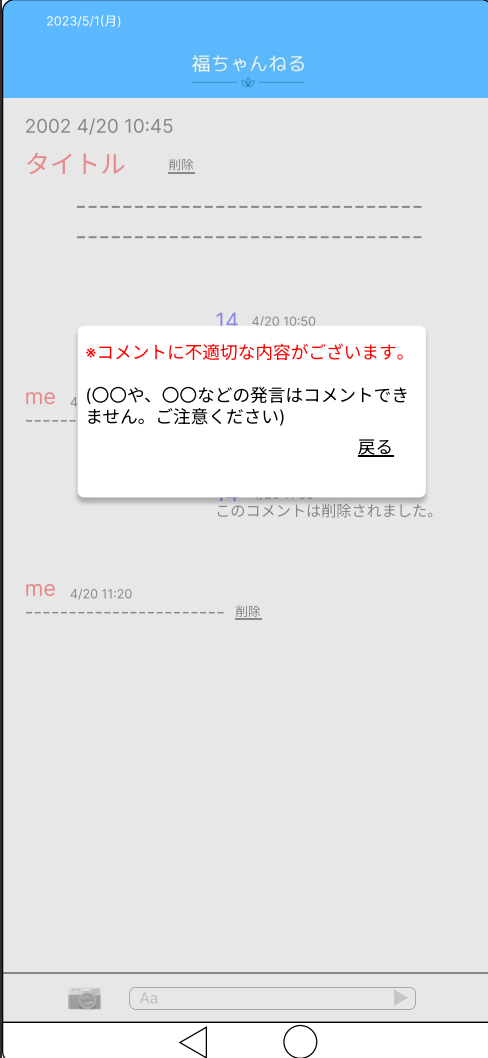 2023/5/1(月)
福ちゃんねる
2002 4/20 10:45
タイトル 削除
14 4/20 10:50
※コメントに不適切な内容がございます。
me 4
(〇〇や、〇〇などの発言はコメントでき
ません。ご注意ください)
戻る
このコメントは削除されました。
me 4/20 11:20
削除
Aa